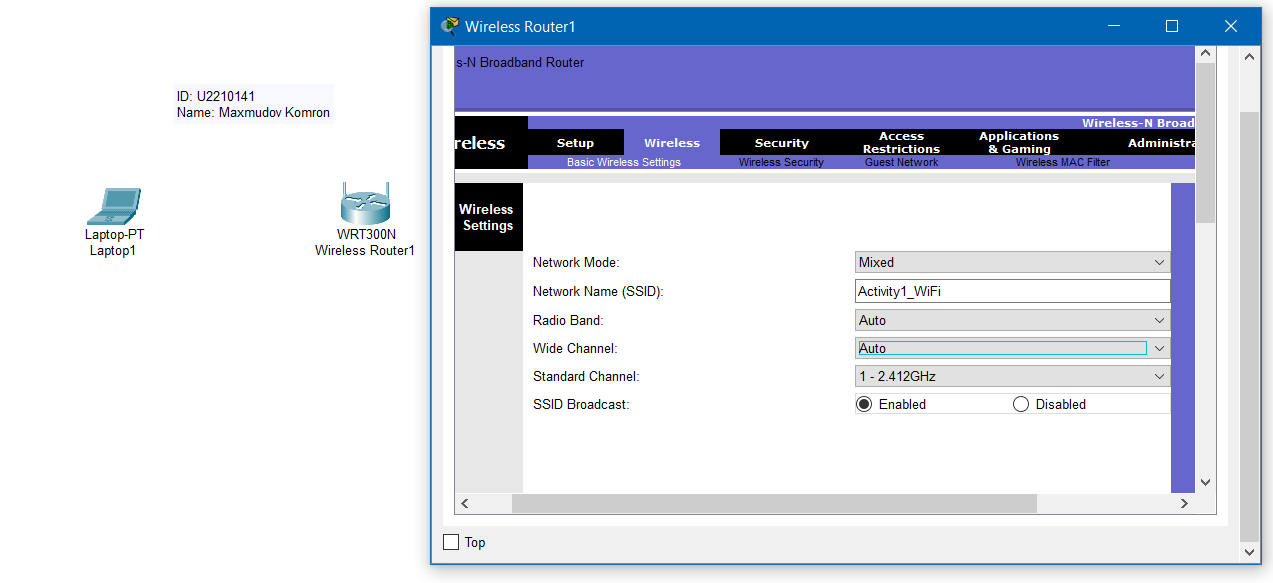 ID: U2210141
Name: Maxmudov Komron
Laptop-PT
Laptop1
WRT300N
Wireless Router1
Wireless Router1
s-N Broadband Router
Wireless-N Broad
reless
Setup
Wireless
Security
Access
Restrictions
Applications
& Gaming
Administra
Basic Wireless Settings
Wireless Security
Guest Network
Wireless MAC Filter
Wireless
Settings
Network Mode: Mixed
Network Name (SSID): Activity1_WiFi
Radio Band: Auto
Wide Channel: Auto
Standard Channel: 1 - 2.412GHz
SSID Broadcast: Enabled Disabled
Top